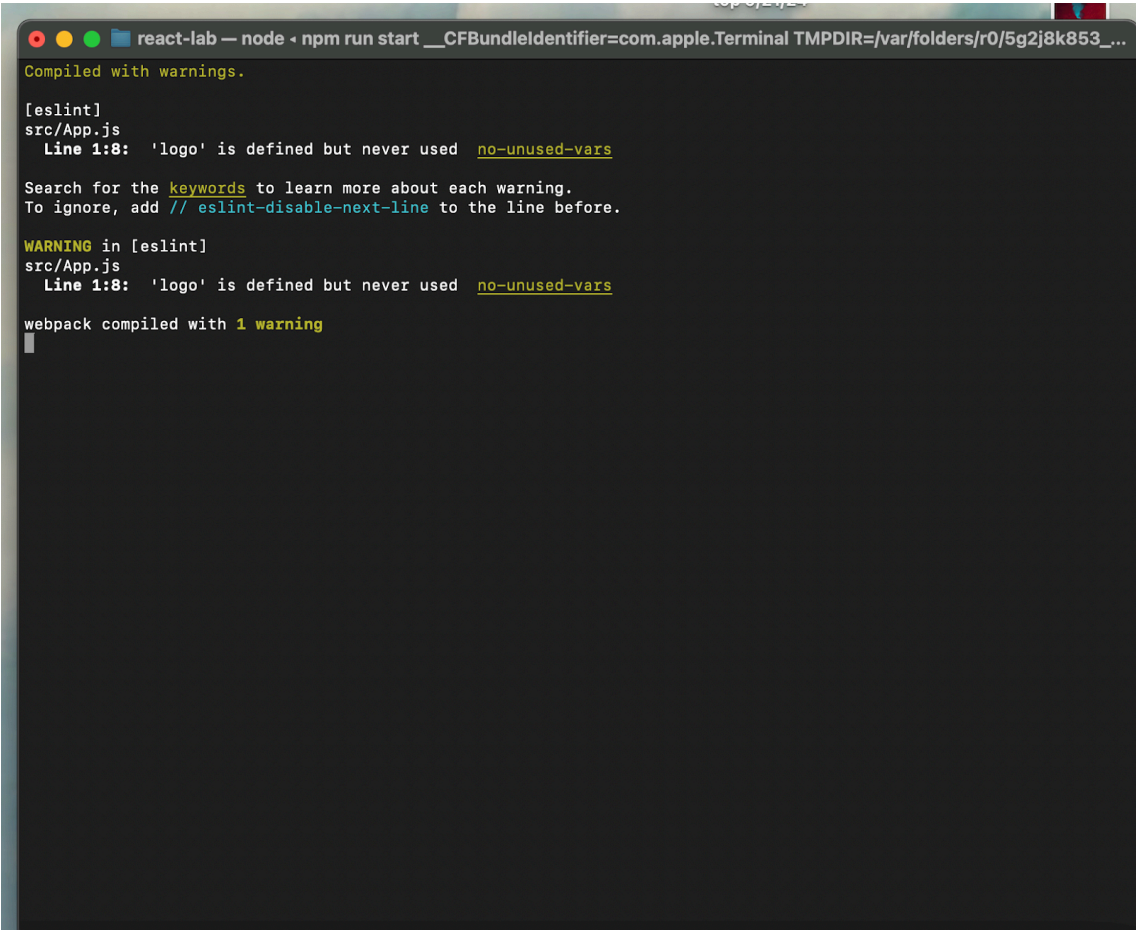 react-lab — node ◂ npm run start __CFBundleIdentifier=com.apple.Terminal TMPDIR=/var/folders/r0/5g2j8k853_...
Compiled with warnings.
[eslint]
src/App.js
Line 1:8: 'logo' is defined but never used no-unused-vars
Search for the keywords to learn more about each warning.
To ignore, add // eslint-disable-next-line to the line before.
WARNING in [eslint]
src/App.js
Line 1:8: 'logo' is defined but never used no-unused-vars
webpack compiled with 1 warning